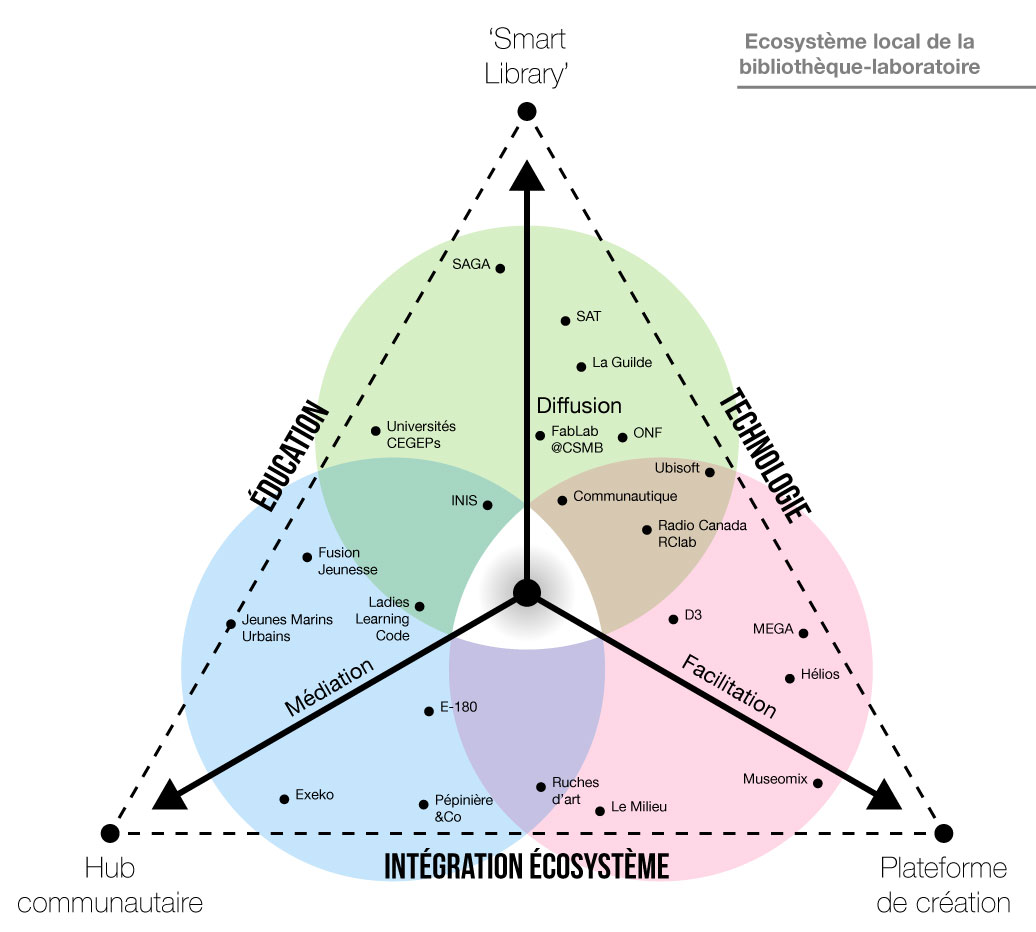 ‘Smart
Library’
Ecosystème local de la
bibliothèque-laboratoire
SAGA
SAT
La Guilde
Diffusion
Universités
CEGEPs
FabLab
@CSMB
ONF
ÉDUCATION
TECHNOLOGIE
Ubisoft
INIS
Communautique
Radio Canada
RClab
Fusion
Jeunesse
Ladies
Learning
Code
Jeunes Marins
Urbains
D3
MEGA
Hélios
Médiation
Facilitation
E-180
Exeko
Pépinière
&Co
Ruches
d’art
Le Milieu
Museomix
INTÉGRATION ÉCOSYSTÈME
Hub
communautaire
Plateforme
de création